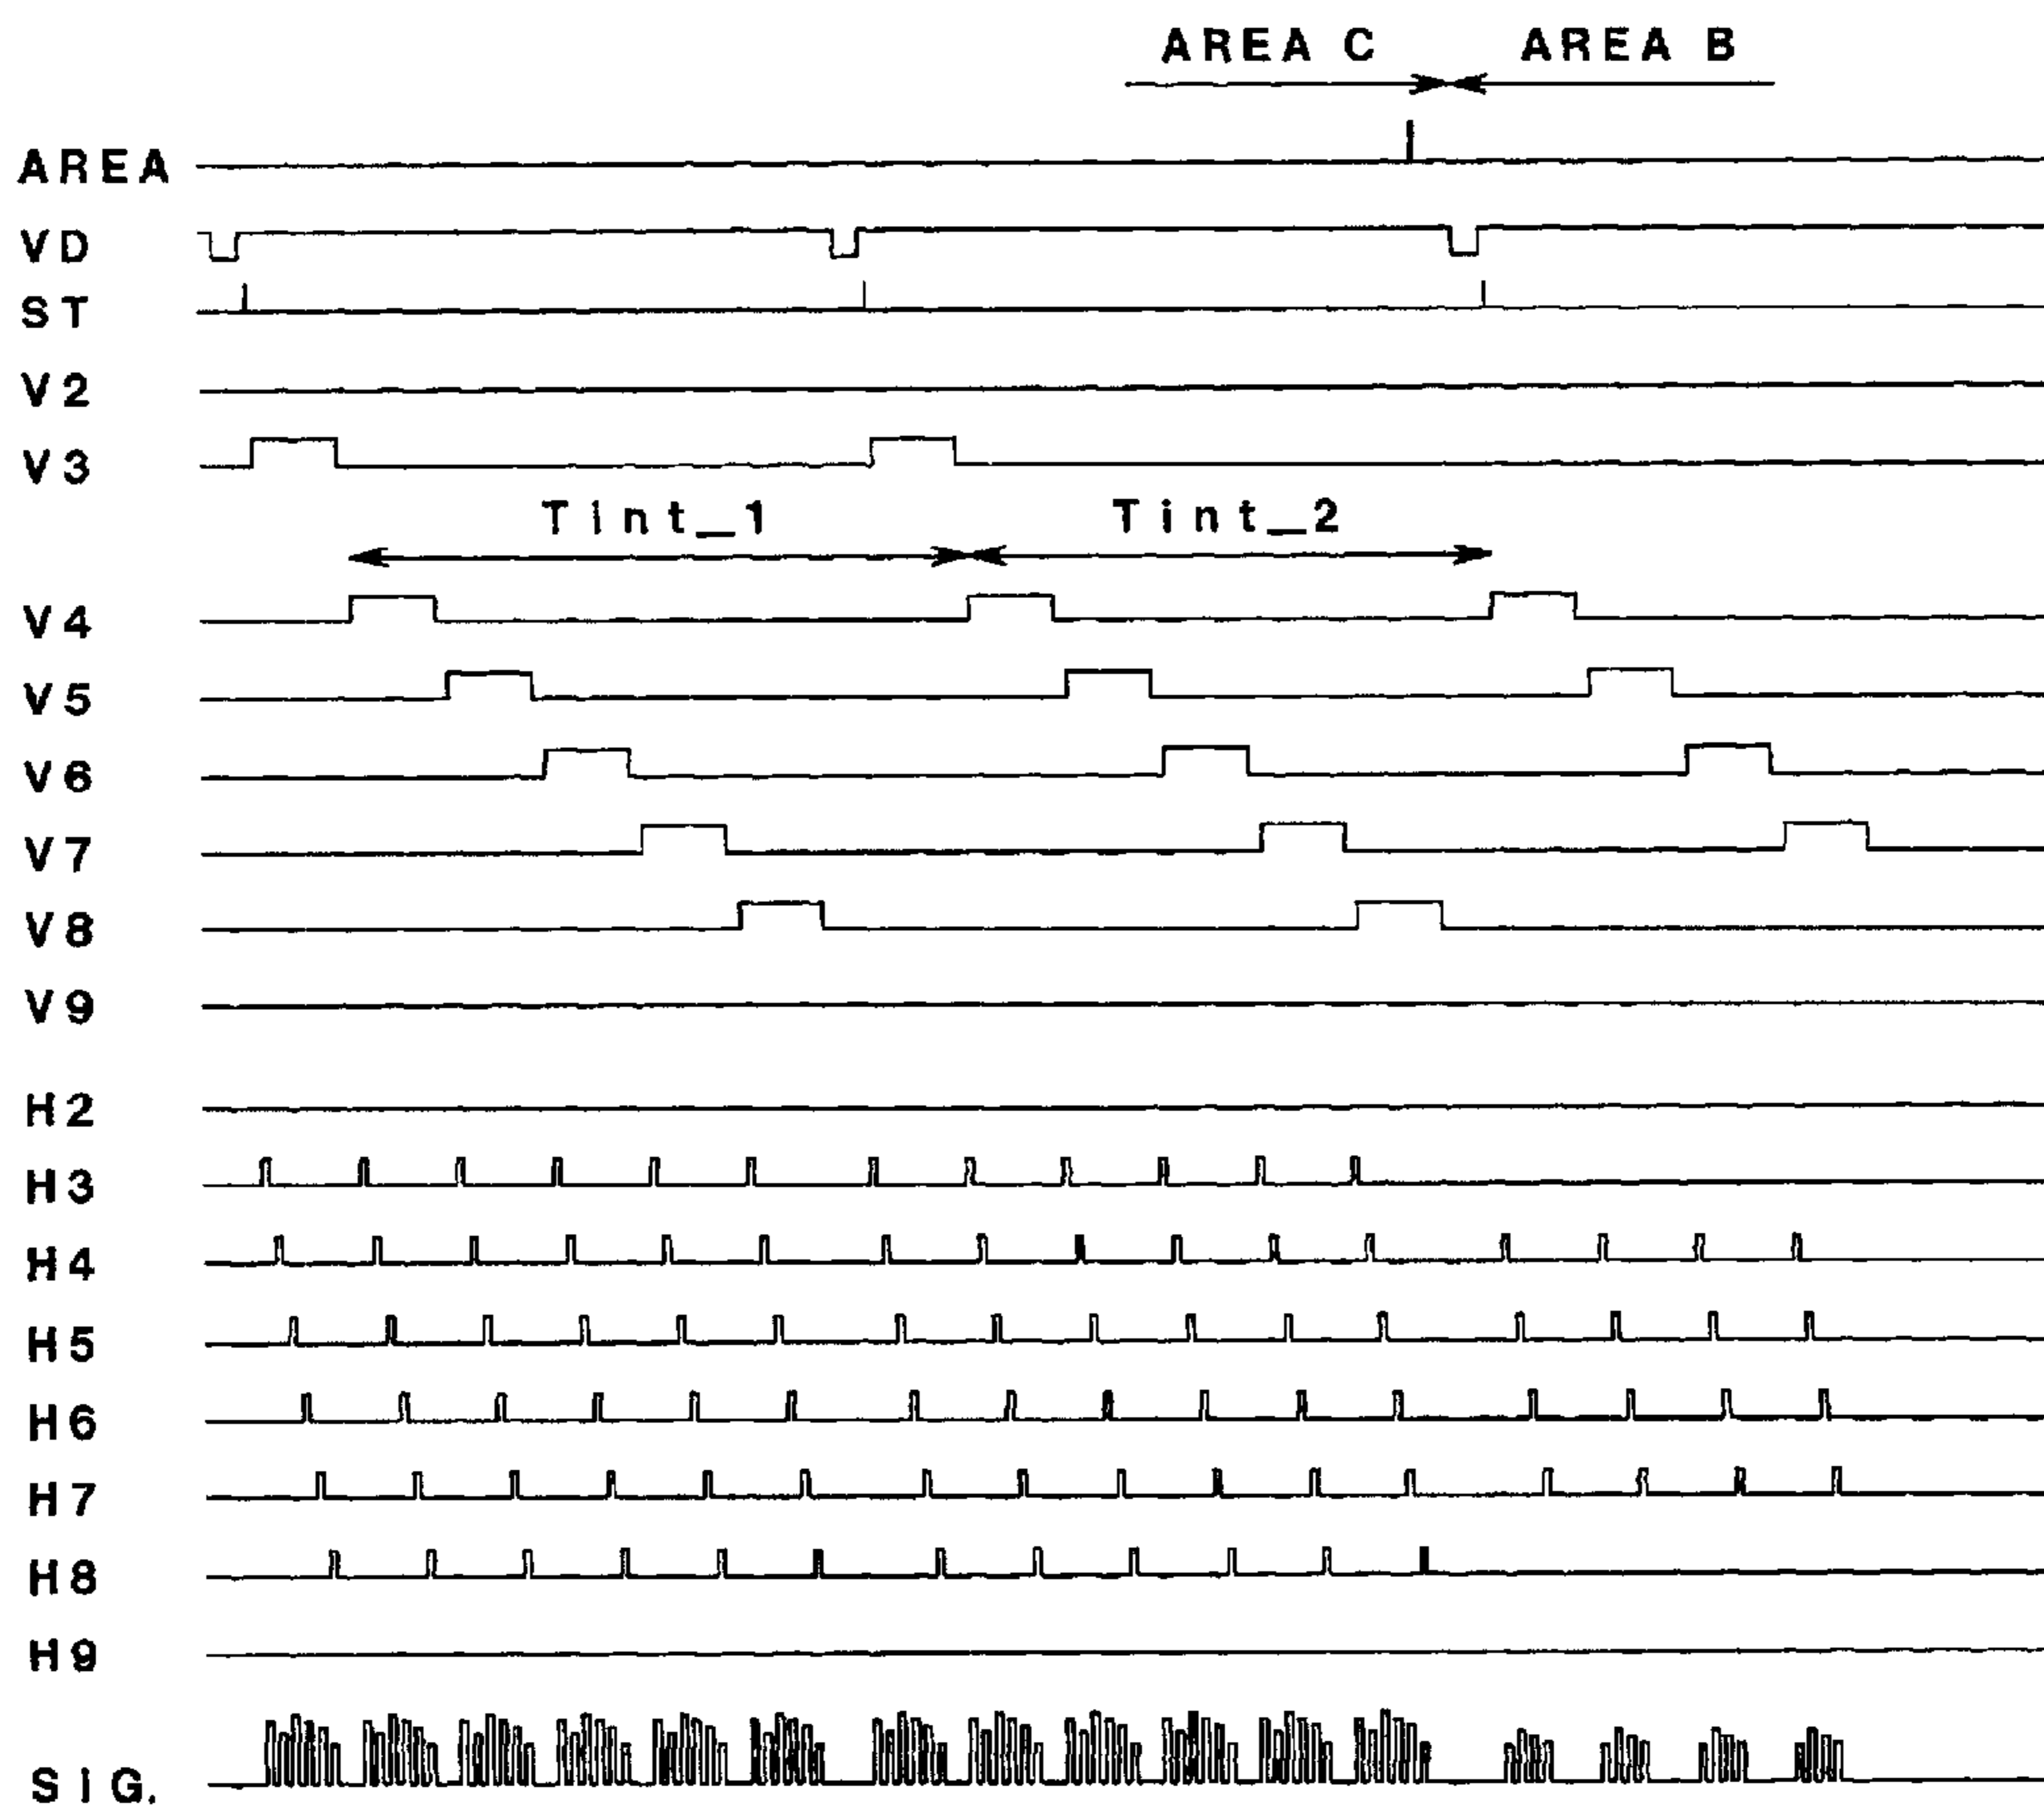 AREA C AREA B
AREA
VD
ST
V2
V3
Tint_1 Tint_2
V4
V5
V6
V7
V8
V9
H2
H3
H4
H5
H6
H7
H8
H9
SIG.